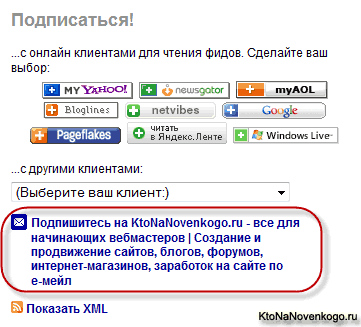 Подписаться!
...с онлайн клиентами для чтения фидов. Сделайте ваш
выбор:
MY YAHOO! newsgator myAOL
Bloglines netvibes Google
Pageflakes читать в Яндекс.Ленте Windows Live™
...с другими клиентами:
(Выберите ваш клиент:)
Подпишитесь на KtoNaNovenkogo.ru - все для
начинающих вебмастеров | Создание и
продвижение сайтов, блогов, форумов,
интернет-магазинов, заработок на сайте по
е-мейл
Показать XML
KtoNaNovenkogo.ru